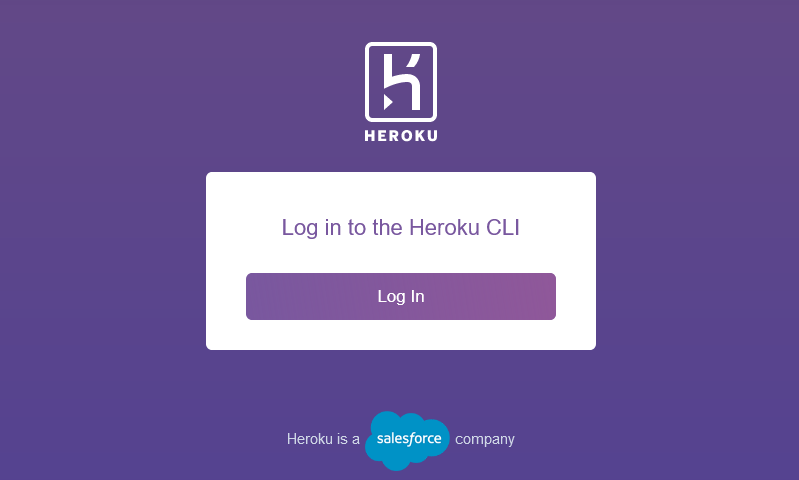 HEROKU
Log in to the Heroku CLI
Log In
Heroku is a salesforce company